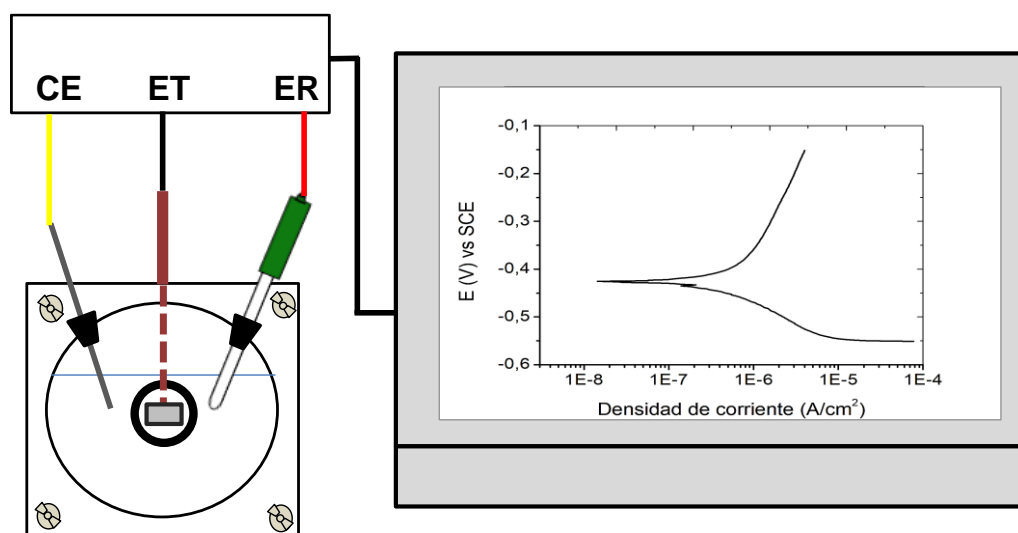 CE ET ER
E (V) vs SCE
-0,1
-0,2
-0,3
-0,4
-0,5
-0,6
1E-8 1E-7 1E-6 1E-5 1E-4
Densidad de corriente (A/cm²)